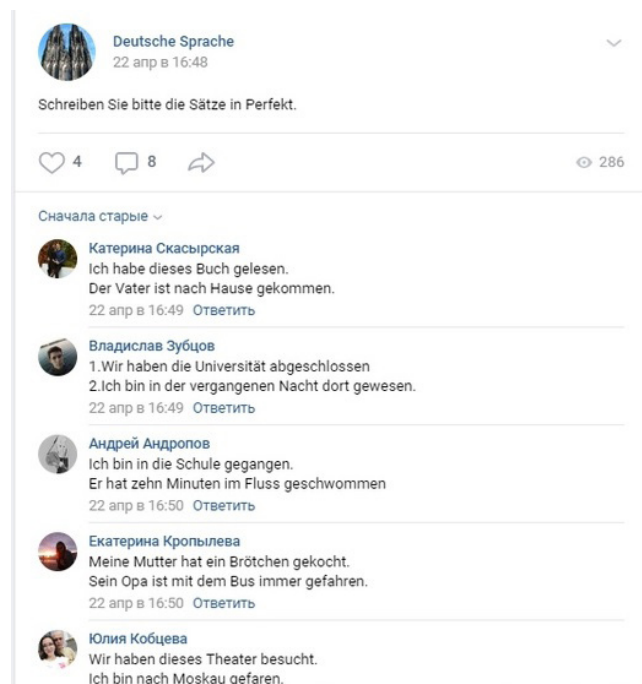 Deutsche Sprache
22 апр в 16:48
Schreiben Sie bitte die Sätze in Perfekt.
4 8 286
Сначала старые
Катерина Скасырская
Ich habe dieses Buch gelesen.
Der Vater ist nach Hause gekommen.
22 апр в 16:49 Ответить
Владислав Зубцов
1.Wir haben die Universität abgeschlossen
2.Ich bin in der vergangenen Nacht dort gewesen.
22 апр в 16:49 Ответить
Андрей Андропов
Ich bin in die Schule gegangen.
Er hat zehn Minuten im Fluss geschwommen
22 апр в 16:50 Ответить
Екатерина Кропылева
Meine Mutter hat ein Brötchen gekocht.
Sein Opa ist mit dem Bus immer gefahren.
22 апр в 16:50 Ответить
Юлия Кобцева
Wir haben dieses Theater besucht.
Ich bin nach Moskau gefaren.